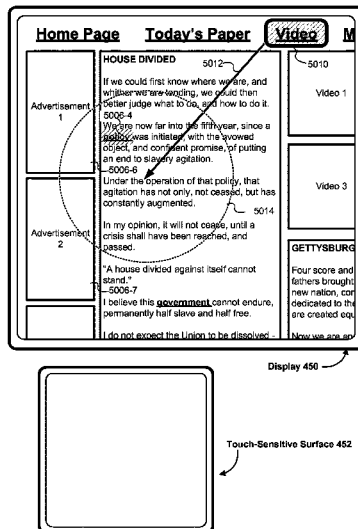 Home Page Today's Paper Video M
HOUSE DIVIDED
5012
5010
If we could first know where we are, and
whither we are tending, we could then
better judge what to do, and how to do it.
5006-4
We are now far into the fifth year, since a
policy was initiated, with the avowed
object, and confident promise, of putting
an end to slavery agitation.
5006-6
Under the operation of that policy, that
agitation has not only, not ceased, but has
constantly augmented.
5014
In my opinion, it will not cease, until a
crisis shall have been reached, and
passed.
"A house divided against itself cannot
stand."
5006-7
I believe this government cannot endure,
permanently half slave and half free.
I do not expect the Union to be dissolved -
Advertisement
1
Advertisement
2
Video 1
Video 3
GETTYSBURG
Four score and
fathers brought
new nation, con
dedicated to the
are created equ
Now we are en
Display 450
Touch-Sensitive Surface 452